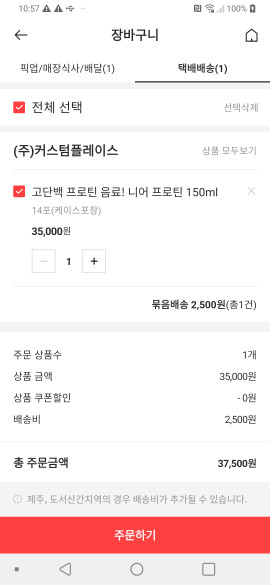 10:57
100%
장바구니
픽업/매장식사/배달(1) 택배배송(1)
전체 선택 선택삭제
(주)커스텀플레이스 상품 모두보기
고단백 프로틴 음료! 니어 프로틴 150ml
14포(케이스포장)
35,000원
1
묶음배송 2,500원(총1건)
주문 상품수 1개
상품 금액 35,000원
상품 쿠폰할인 - 0원
배송비 2,500원
총 주문금액 37,500원
제주, 도서산간지역의 경우 배송비가 추가될 수 있습니다.
주문하기